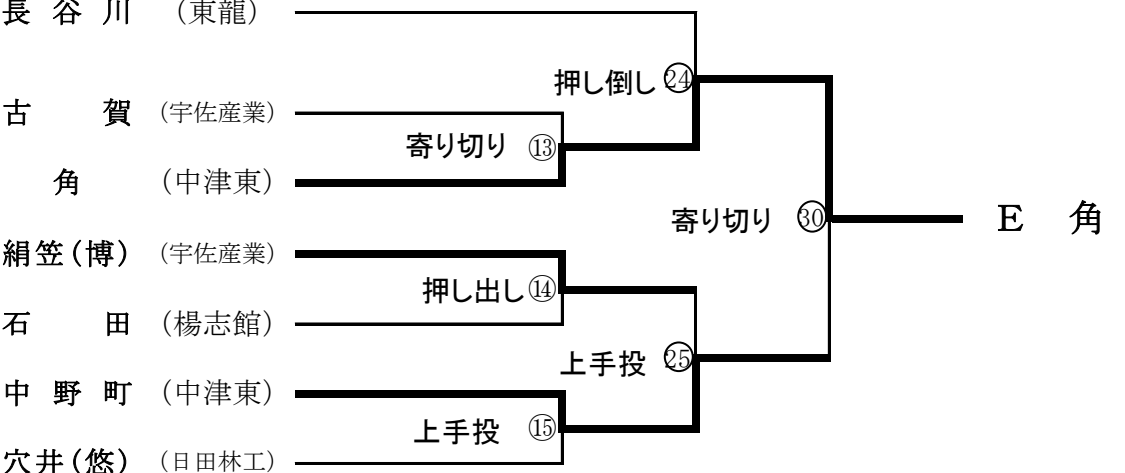 長谷川 (東龍)
押し倒し ㉔
古賀 (宇佐産業)
寄り切り ⑬
角 (中津東)
寄り切り ㉚
E 角
絹笠(博) (宇佐産業)
押し出し ⑭
石田 (楊志館)
上手投 ㉕
中野町 (中津東)
上手投 ⑮
穴井(悠) (日田林工)